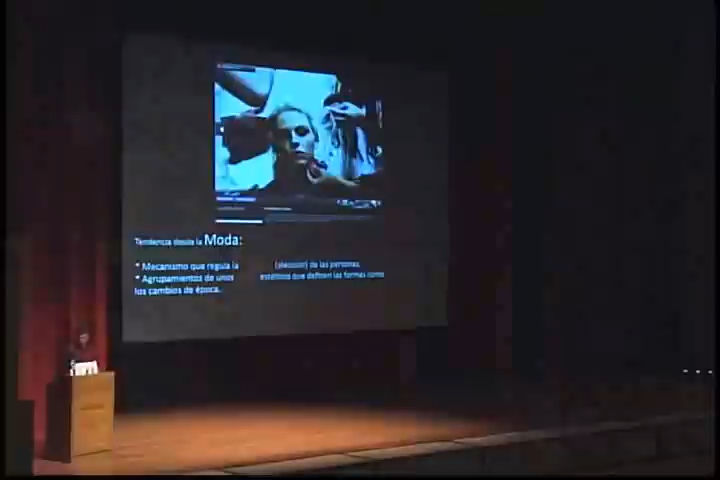 Tendencia desde la Moda:
* Mecanismo que regula la (elección) de las personas.
* Agrupamientos de unos estéticos que definen las formas como
los cambios de época.